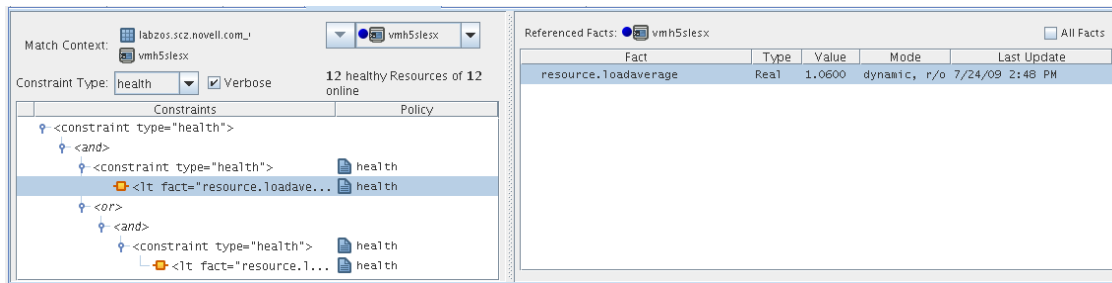 Match Context:
labzos.scz.novell.com_
vmh5slesx
vmh5slesx
Constraint Type: health
Verbose
12 healthy Resources of 12
online
Constraints Policy
<constraint type="health">
<and>
<constraint type="health"> health
<lt fact="resource.loadave... health
<or>
<and>
<constraint type="health"> health
<lt fact="resource.l... health
Referenced Facts: vmh5slesx
All Facts
Fact Type Value Mode Last Update
resource.loadaverage Real 1.0600 dynamic, r/o 7/24/09 2:48 PM